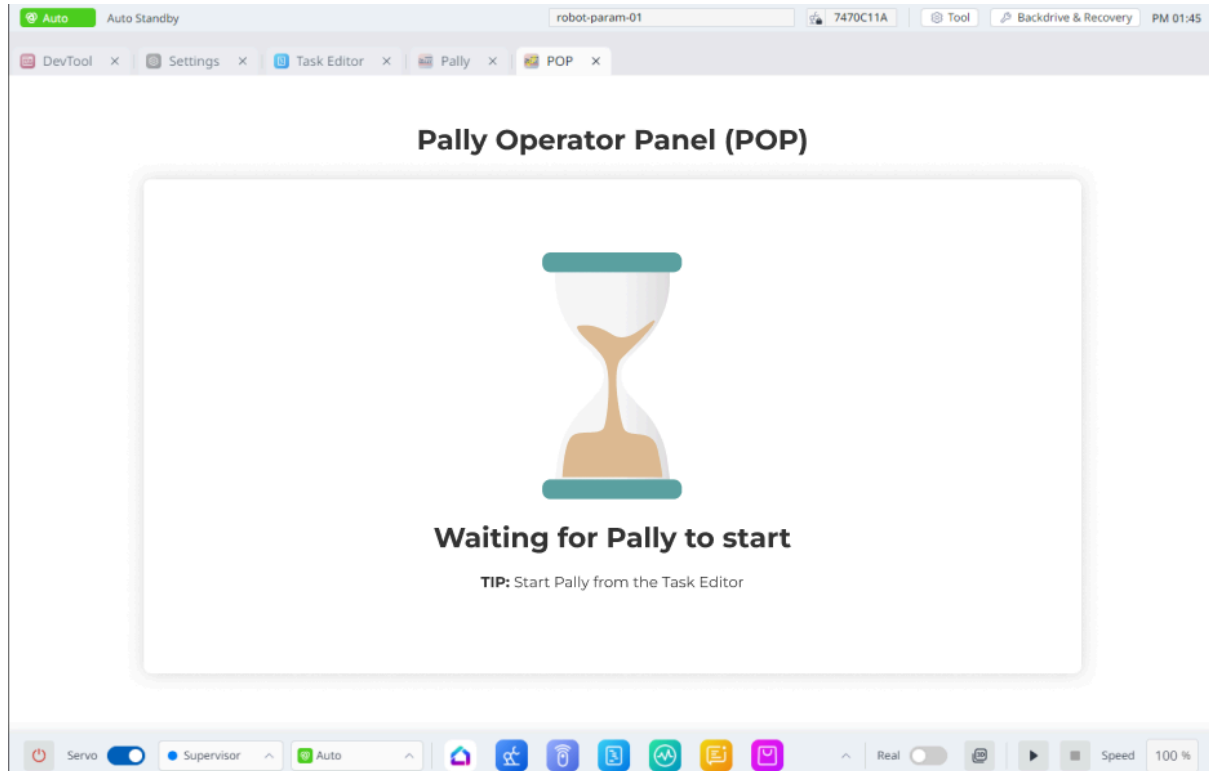 Auto Auto Standby robot-param-01 7470C11A Tool Backdrive & Recovery PM 01:45
DevTool Settings Task Editor Pally POP
Pally Operator Panel (POP)
Waiting for Pally to start
TIP: Start Pally from the Task Editor
Servo Supervisor Auto Real 3D Speed 100 %